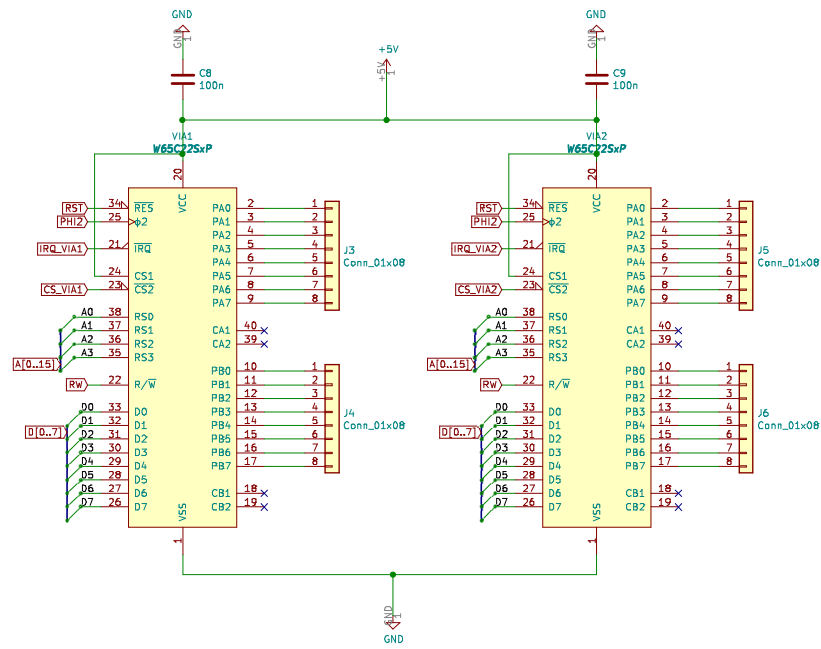 GND GND
GND 1 GND 1
+5V
+5V 1
C8 100n
C9 100n
VIA1 VIA2
W65C22SxP W65C22SxP
20 20
VCC VCC
RST 34 RES PA0 2 1 RST 34 RES PA0 2 1
PHI2 25 ϕ2 PA1 3 2 PHI2 25 ϕ2 PA1 3 2
PA2 4 3 PA2 4 3
IRQ_VIA1 21 IRQ PA3 5 4 J3 IRQ_VIA2 21 IRQ PA3 5 4 J5
PA4 6 5 Conn_01x08 PA4 6 5 Conn_01x08
24 CS1 PA5 7 6 24 CS1 PA5 7 6
CS_VIA1 23 CS2 PA6 8 7 CS_VIA2 23 CS2 PA6 8 7
PA7 9 8 PA7 9 8
A0 38 RS0 A0 38 RS0
A1 37 RS1 CA1 40 A1 37 RS1 CA1 40
A2 36 RS2 CA2 39 A2 36 RS2 CA2 39
A[0..15] A3 35 RS3 A[0..15] A3 35 RS3
PB0 10 1 PB0 10 1
RW 22 R/W PB1 11 2 RW 22 R/W PB1 11 2
PB2 12 3 PB2 12 3
D0 33 D0 PB3 13 4 J4 D0 33 D0 PB3 13 4 J6
D1 32 D1 PB4 14 5 Conn_01x08 D1 32 D1 PB4 14 5 Conn_01x08
D[0..7] D2 31 D2 PB5 15 6 D[0..7] D2 31 D2 PB5 15 6
D3 30 D3 PB6 16 7 D3 30 D3 PB6 16 7
D4 29 D4 PB7 17 8 D4 29 D4 PB7 17 8
D5 28 D5 D5 28 D5
D6 27 D6 CB1 18 D6 27 D6 CB1 18
D7 26 D7 CB2 19 D7 26 D7 CB2 19
VSS VSS
1 1
GND 1
GND